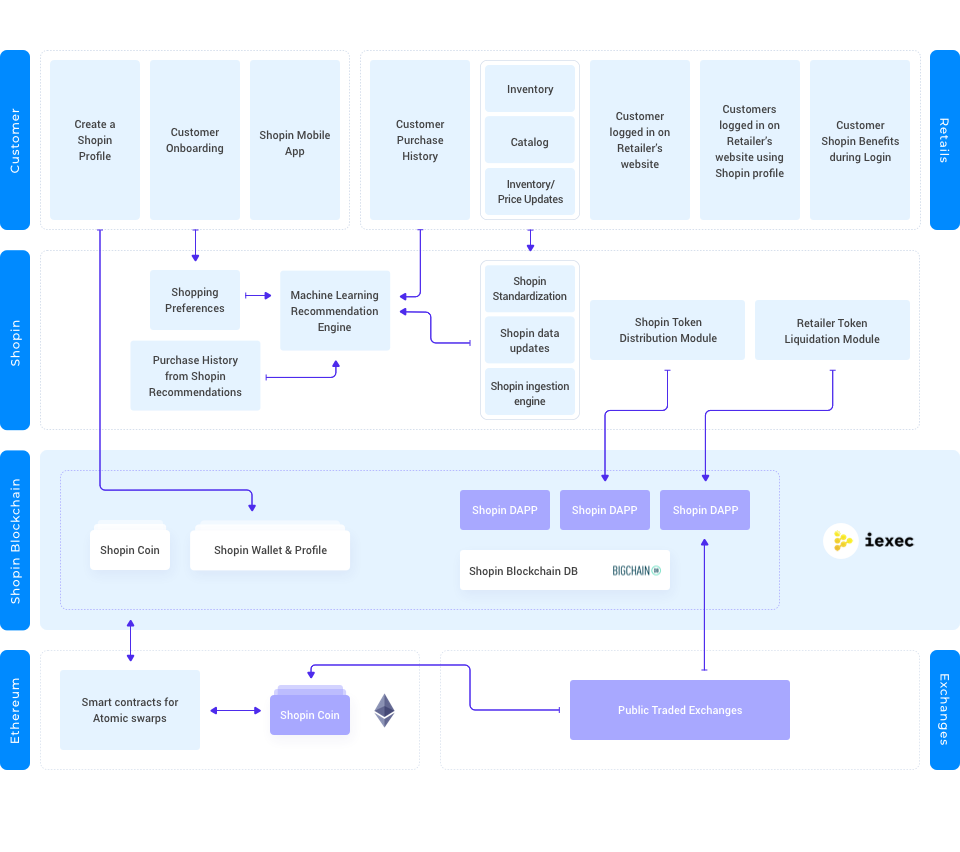 Customer
Create a
Shopin
Profile
Customer
Onboarding
Shopin Mobile
App
Customer
Purchase
History
Inventory
Catalog
Inventory/
Price Updates
Customer
logged in on
Retailer's
website
Customers
logged in on
Retailer's
website using
Shopin profile
Customer
Shopin Benefits
during Login
Retails
Shopin
Shopping
Preferences
Machine Learning
Recommendation
Engine
Purchase History
from Shopin
Recommendations
Shopin
Standardization
Shopin data
updates
Shopin ingestion
engine
Shopin Token
Distribution Module
Retailer Token
Liquidation Module
Shopin Blockchain
Shopin Coin
Shopin Wallet & Profile
Shopin DAPP
Shopin DAPP
Shopin DAPP
Shopin Blockchain DB
BIGCHAIN DB
iexec
Ethereum
Smart contracts for
Atomic swarps
Shopin Coin
Public Traded Exchanges
Exchanges